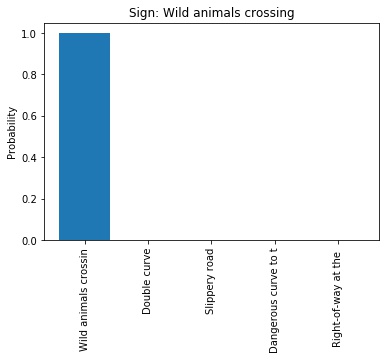 Sign: Wild animals crossing
Probability
1.0
0.8
0.6
0.4
0.2
0.0
Wild animals crossin
Double curve
Slippery road
Dangerous curve to t
Right-of-way at the